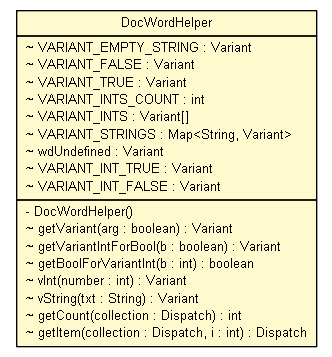 DocWordHelper
~ VARIANT_EMPTY_STRING : Variant
~ VARIANT_FALSE : Variant
~ VARIANT_TRUE : Variant
~ VARIANT_INTS_COUNT : int
~ VARIANT_INTS : Variant[]
~ VARIANT_STRINGS : Map<String, Variant>
~ wdUndefined : Variant
~ VARIANT_INT_TRUE : Variant
~ VARIANT_INT_FALSE : Variant
- DocWordHelper()
~ getVariant(arg : boolean) : Variant
~ getVariantIntForBool(b : boolean) : Variant
~ getBoolForVariantInt(b : int) : boolean
~ vInt(number : int) : Variant
~ vString(txt : String) : Variant
~ getCount(collection : Dispatch) : int
~ getItem(collection : Dispatch, i : int) : Dispatch